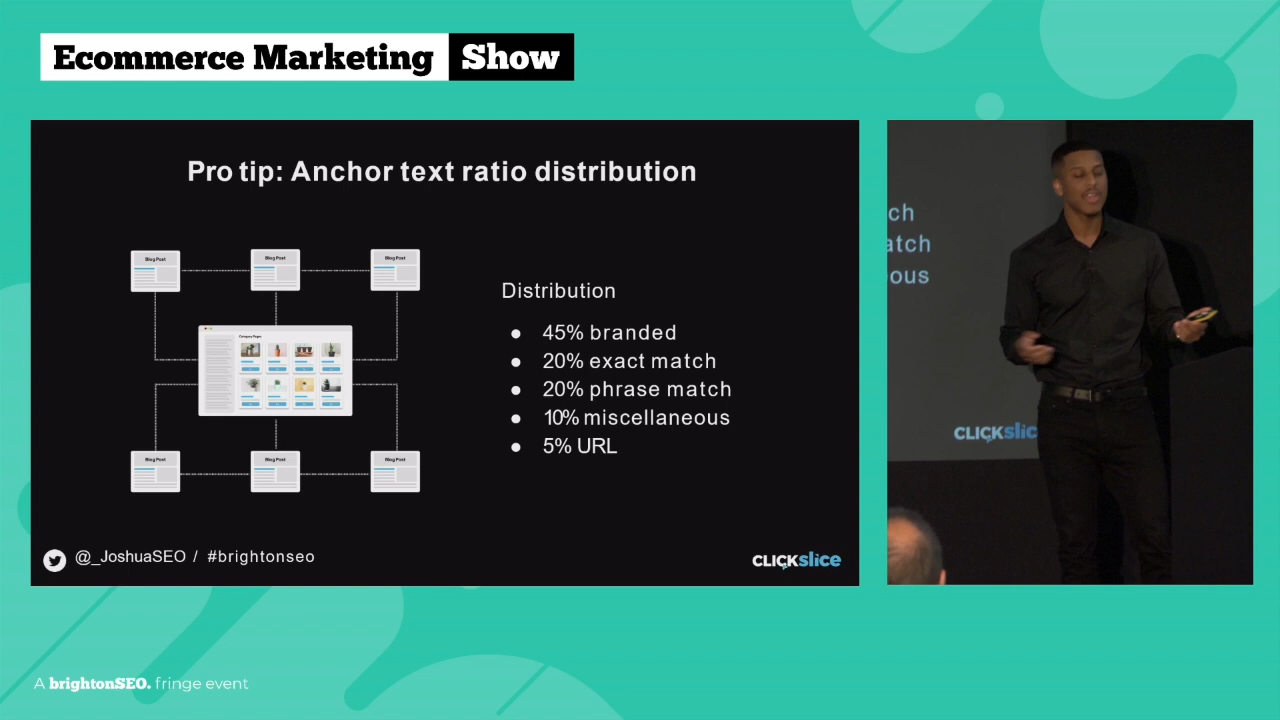 Ecommerce Marketing Show
Pro tip: Anchor text ratio distribution
Blog Post
Blog Post
Blog Post
Category Pages
Blog Post
Blog Post
Blog Post
Distribution
● 45% branded
● 20% exact match
● 20% phrase match
● 10% miscellaneous
● 5% URL
@_JoshuaSEO / #brightonseo
CLICKslice
ch
atch
ous
CLICKslic
A brightonSEO. fringe event